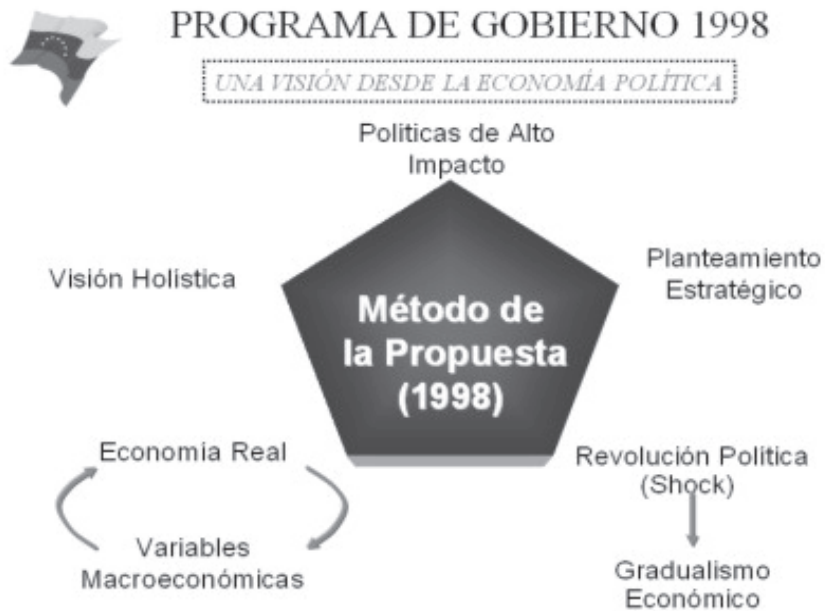 PROGRAMA DE GOBIERNO 1998
UNA VISIÓN DESDE LA ECONOMÍA POLÍTICA
Políticas de Alto
Impacto
Visión Holística
Planteamiento
Estratégico
Método de
la Propuesta
(1998)
Economía Real
Variables
Macroeconómicas
Revolución Política
(Shock)
Gradualismo
Económico